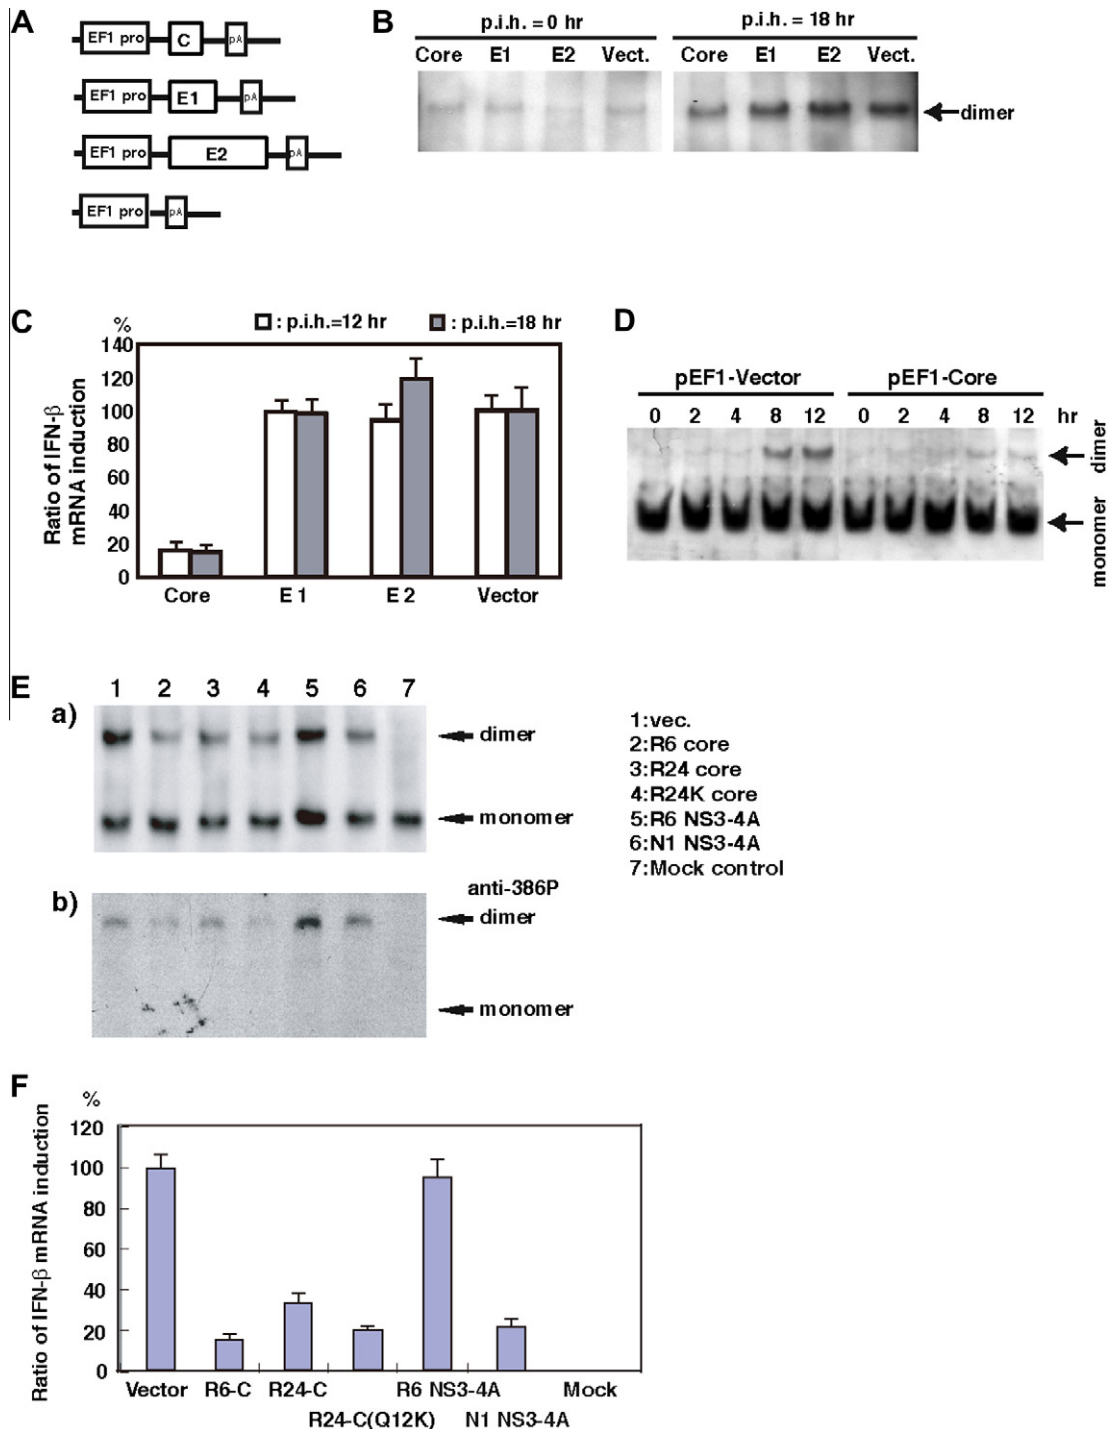 A
EF1 pro C pA
EF1 pro E1 pA
EF1 pro E2 pA
EF1 pro pA
B
p.i.h. = 0 hr p.i.h. = 18 hr
Core E1 E2 Vect. Core E1 E2 Vect.
dimer
C
% : p.i.h.=12 hr : p.i.h.=18 hr
Ratio of IFN-β
mRNA induction
140
120
100
80
60
40
20
0
Core E1 E2 Vector
D
pEF1-Vector pEF1-Core
0 2 4 8 12 0 2 4 8 12 hr
dimer
monomer
E
1 2 3 4 5 6 7
a)
dimer
monomer
1:vec.
2:R6 core
3:R24 core
4:R24K core
5:R6 NS3-4A
6:N1 NS3-4A
7:Mock control
b)
anti-386P
dimer
monomer
F
%
Ratio of IFN-β mRNA induction
120
100
80
60
40
20
0
Vector R6-C R24-C R6 NS3-4A Mock
R24-C(Q12K) N1 NS3-4A